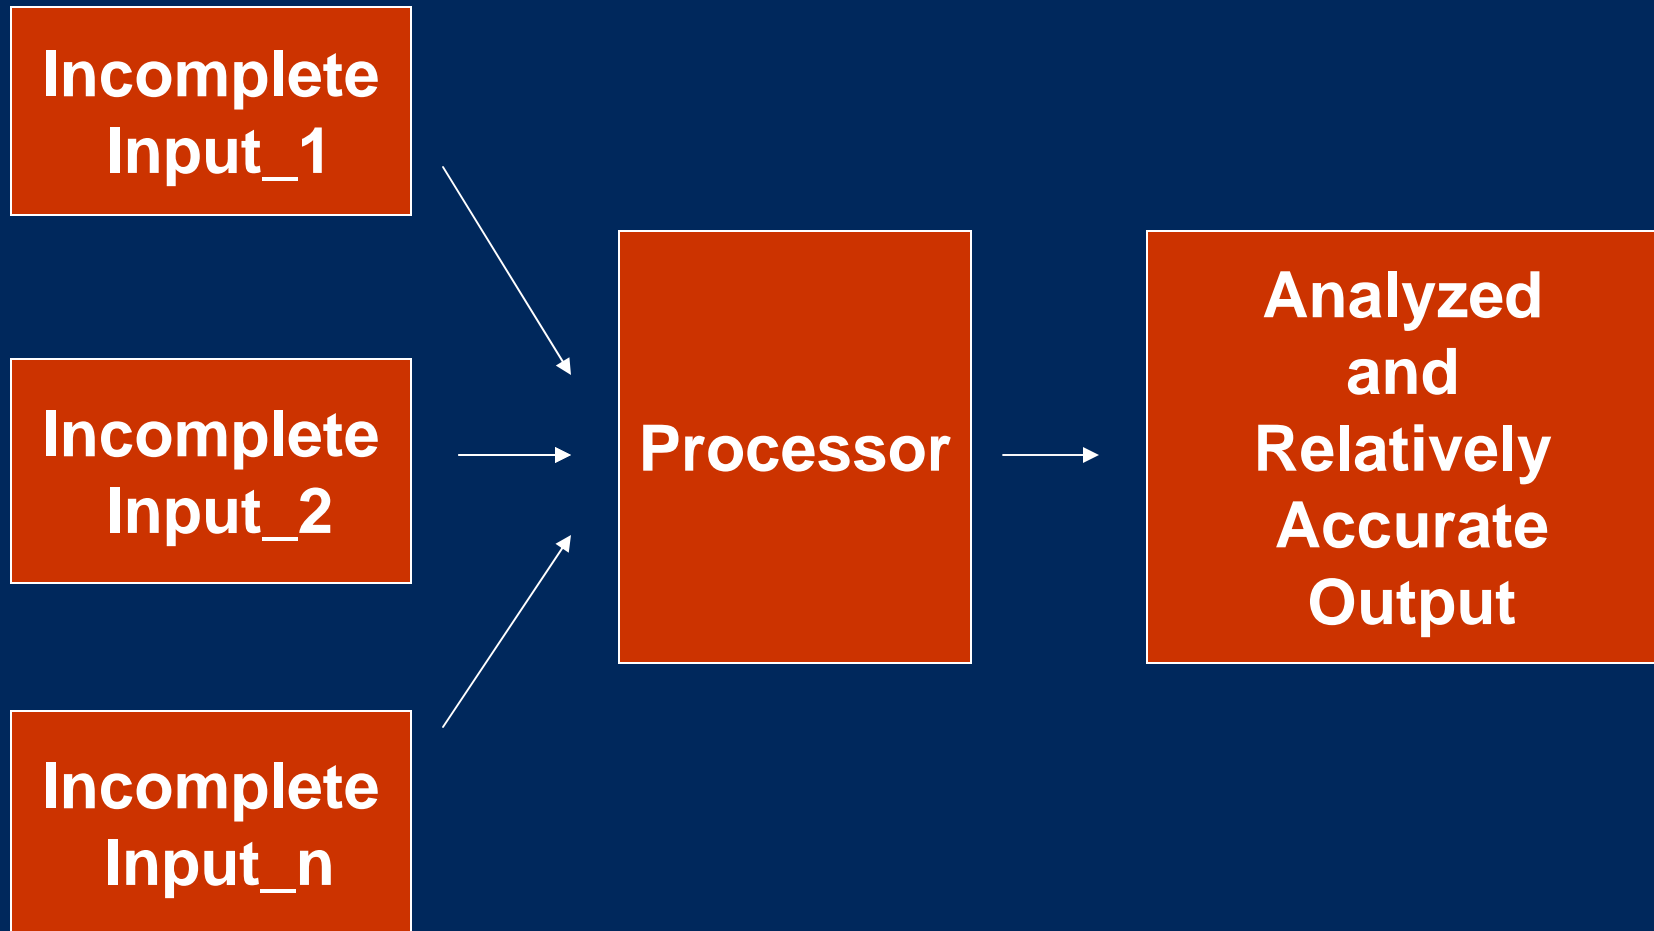 Incomplete
Input_1
Incomplete
Input_2
Incomplete
Input_n
Processor
Analyzed
and
Relatively
Accurate
Output